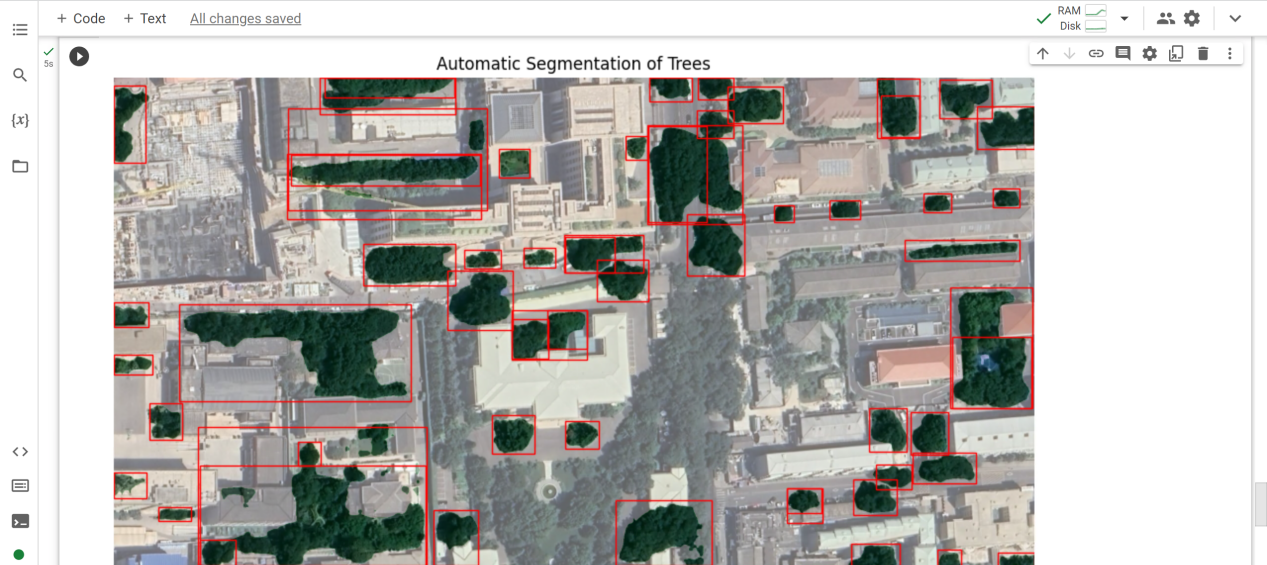 + Code + Text All changes saved
RAM
Disk
5s
Automatic Segmentation of Trees
{x}